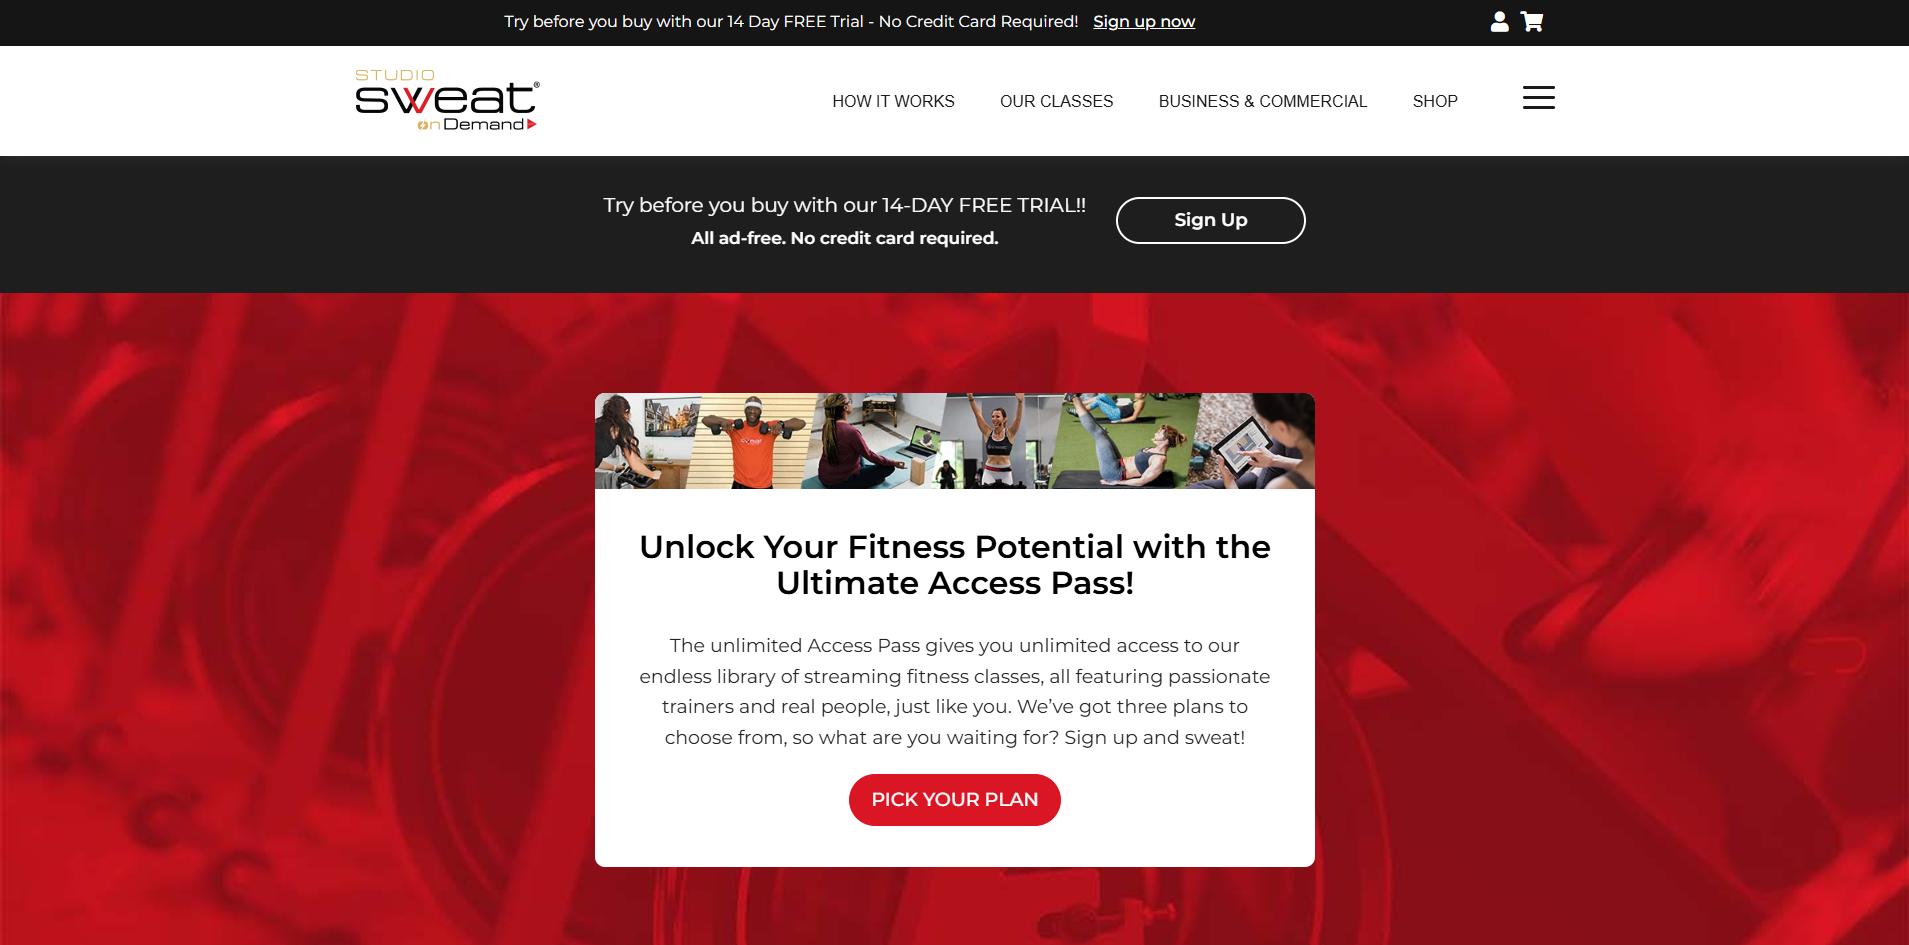 Try before you buy with our 14 Day FREE Trial - No Credit Card Required! Sign up now
STUDIO
sweat®
onDemand
HOW IT WORKS
OUR CLASSES
BUSINESS & COMMERCIAL
SHOP
Try before you buy with our 14-DAY FREE TRIAL!!
All ad-free. No credit card required.
Sign Up
Unlock Your Fitness Potential with the
Ultimate Access Pass!
The unlimited Access Pass gives you unlimited access to our
endless library of streaming fitness classes, all featuring passionate
trainers and real people, just like you. We’ve got three plans to
choose from, so what are you waiting for? Sign up and sweat!
PICK YOUR PLAN